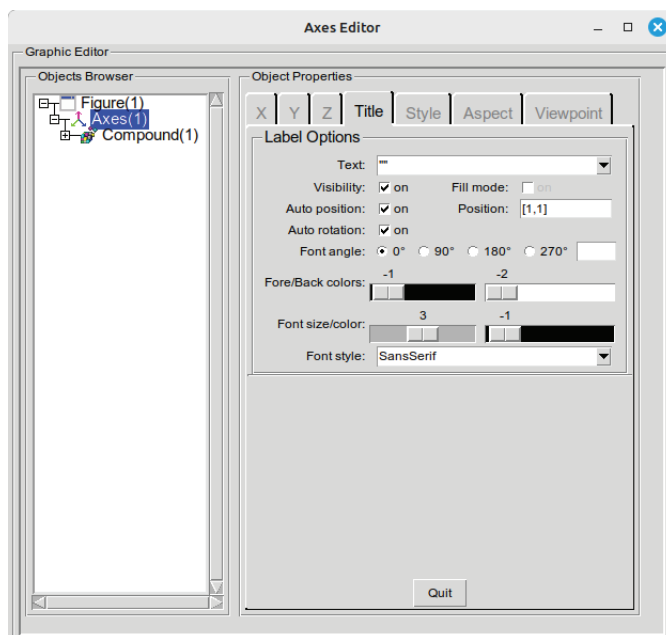 Axes Editor
Graphic Editor
Objects Browser
Figure(1)
Axes(1)
Compound(1)
Object Properties
X Y Z Title Style Aspect Viewpoint
Label Options
Text: ""
Visibility: on Fill mode: on
Auto position: on Position: [1,1]
Auto rotation: on
Font angle: 0° 90° 180° 270°
-1 -2
Fore/Back colors:
3 -1
Font size/color:
Font style: SansSerif
Quit